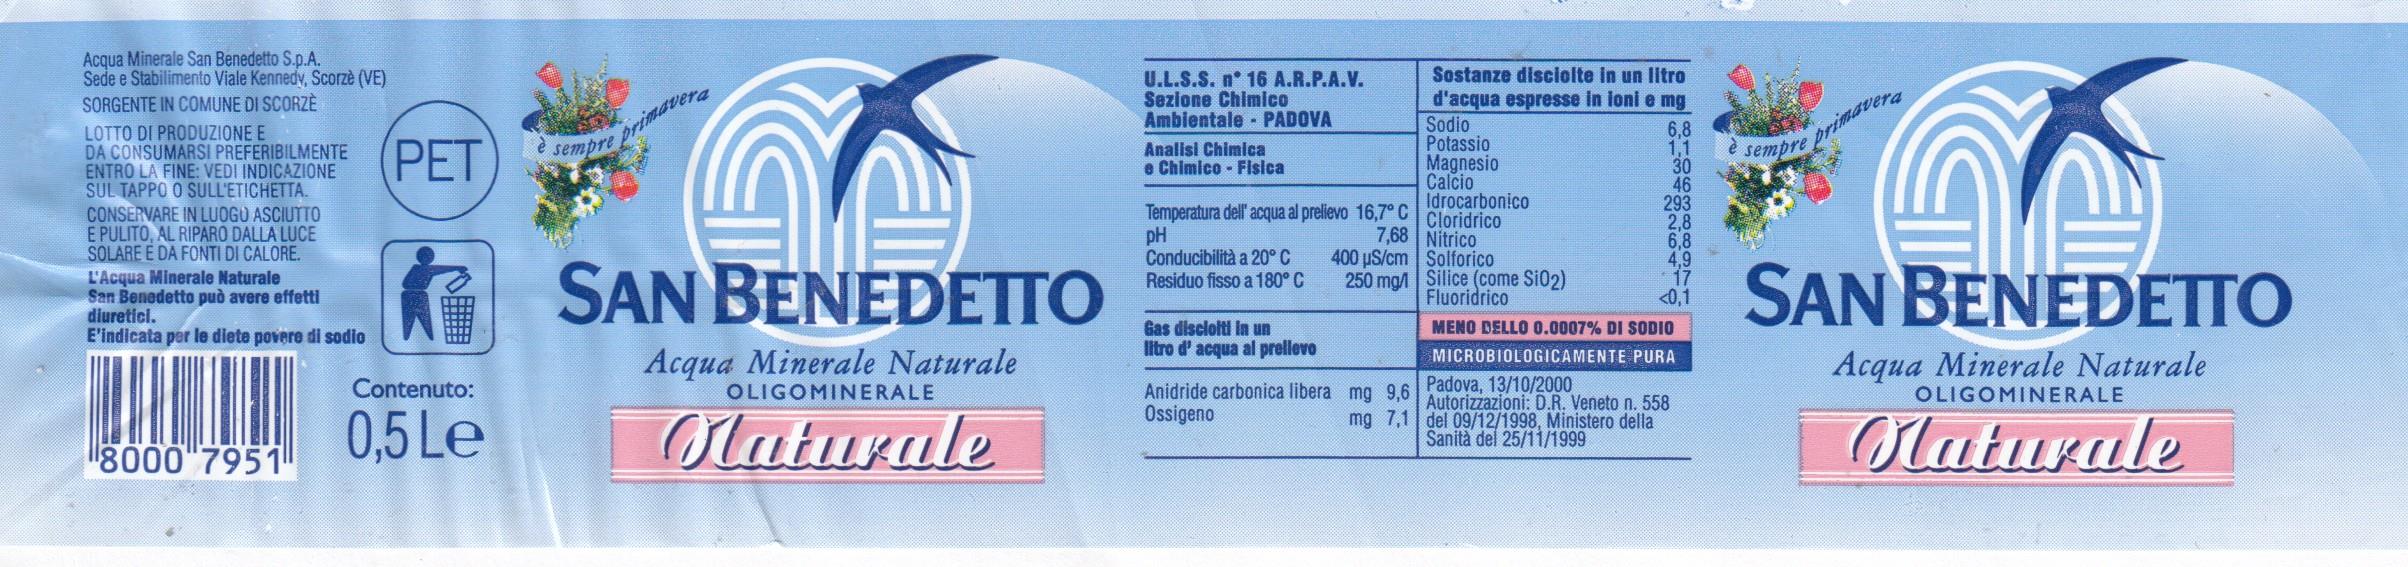 Acqua Minerale San Benedetto S.p.A.
Sede e Stabilimento Viale Kennedy, Scorzè (VE)
SORGENTE IN COMUNE DI SCORZÈ
LOTTO DI PRODUZIONE E
DA CONSUMARSI PREFERIBILMENTE
ENTRO LA FINE: VEDI INDICAZIONE
SUL TAPPO O SULL'ETICHETTA.
CONSERVARE IN LUOGO ASCIUTTO
E PULITO, AL RIPARO DALLA LUCE
SOLARE E DA FONTI DI CALORE.
L'Acqua Minerale Naturale
San Benedetto può avere effetti
diuretici.
E'indicata per le diete povere di sodio
8000 7951
PET
Contenuto:
0,5 L e
è sempre primavera
SAN BENEDETTO
Acqua Minerale Naturale
OLIGOMINERALE
Naturale
U.L.S.S. n° 16 A.R.P.A.V.
Sezione Chimico
Ambientale - PADOVA
Analisi Chimica
e Chimico - Fisica
Temperatura dell' acqua al prelievo 16,7° C
pH 7,68
Conducibilità a 20° C 400 µS/cm
Residuo fisso a 180° C 250 mg/l
Gas disciolti in un
litro d' acqua al prelievo
Anidride carbonica libera mg 9,6
Ossigeno mg 7,1
Sostanze disciolte in un litro
d'acqua espresse in ioni e mg
Sodio 6,8
Potassio 1,1
Magnesio 30
Calcio 46
Idrocarbonico 293
Cloridrico 2,8
Nitrico 6,8
Solforico 4,9
Silice (come SiO2) 17
Fluoridrico <0,1
MENO DELLO 0.0007% DI SODIO
MICROBIOLOGICAMENTE PURA
Padova, 13/10/2000
Autorizzazioni: D.R. Veneto n. 558
del 09/12/1998, Ministero della
Sanità del 25/11/1999
è sempre primavera
SAN BENEDETTO
Acqua Minerale Naturale
OLIGOMINERALE
Naturale